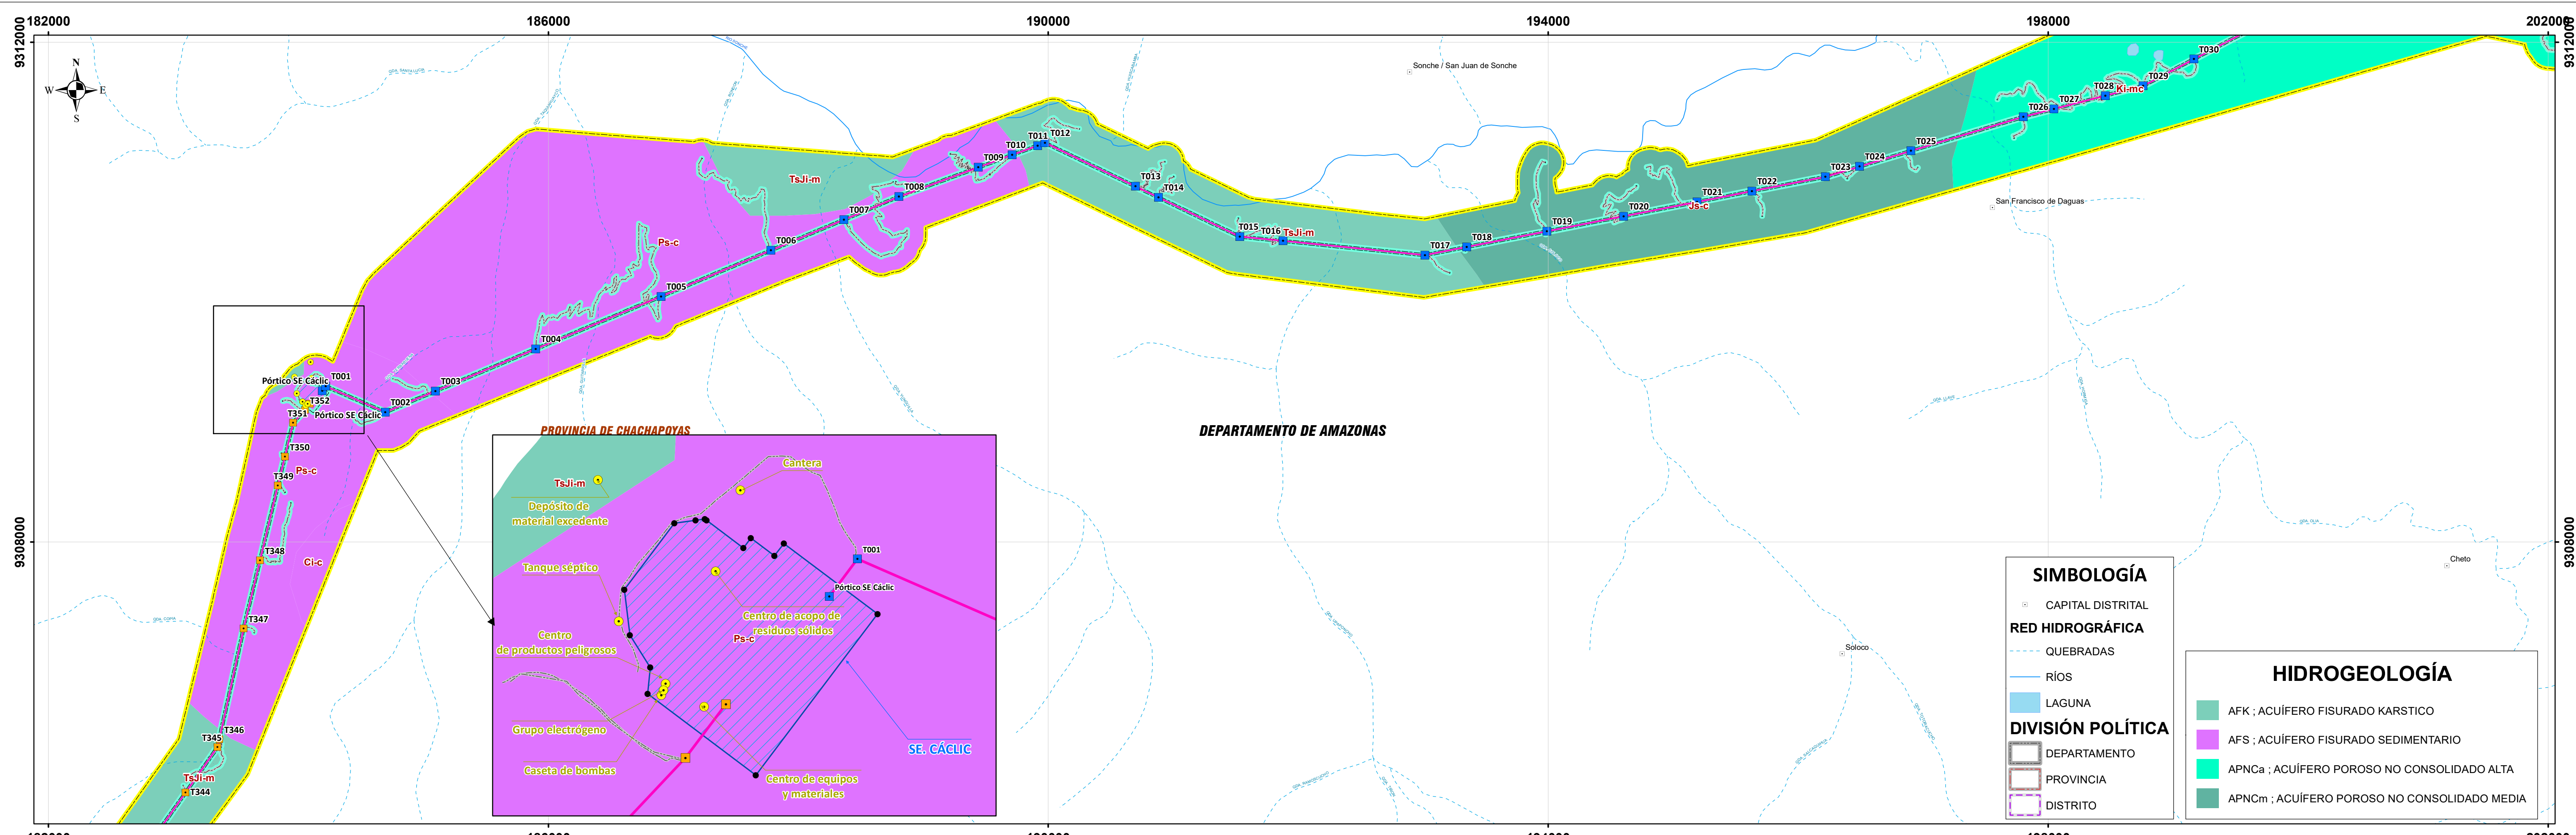 182000
186000
190000
194000
198000
202000
9312000
9312000
N
W
E
S
Sonche / San Juan de Sonche
T030
T029
T028
Ki-mc
T027
T026
T025
T024
T023
T022
T021
Js-c
T020
T019
T018
T017
TsJi-m
T016
T015
T014
T013
T012
T011
T010
T009
T008
TsJi-m
T007
T006
Ps-c
T005
T004
T003
T002
T001
Pórtico SE Cáclic
T352
Pórtico SE Cáclic
T351
T350
Ps-c
T349
T348
Ci-c
T347
T346
T345
TsJi-m
T344
San Francisco de Daguas
PROVINCIA DE CHACHAPOYAS
DEPARTAMENTO DE AMAZONAS
9308000
9308000
Cheto
Soloco
Cantera
TsJi-m
Depósito de
material excedente
T001
Tanque séptico
Pórtico SE Cáclic
Centro de acopo de
residuos sólidos
Centro
de productos peligrosos
Ps-c
Grupo electrógeno
SE. CÁCLIC
Caseta de bombas
Centro de equipos
y materiales
SIMBOLOGÍA
CAPITAL DISTRITAL
RED HIDROGRÁFICA
QUEBRADAS
RÍOS
LAGUNA
DIVISIÓN POLÍTICA
DEPARTAMENTO
PROVINCIA
DISTRITO
HIDROGEOLOGÍA
AFK ; ACUÍFERO FISURADO KARSTICO
AFS ; ACUÍFERO FISURADO SEDIMENTARIO
APNCa ; ACUÍFERO POROSO NO CONSOLIDADO ALTA
APNCm ; ACUÍFERO POROSO NO CONSOLIDADO MEDIA